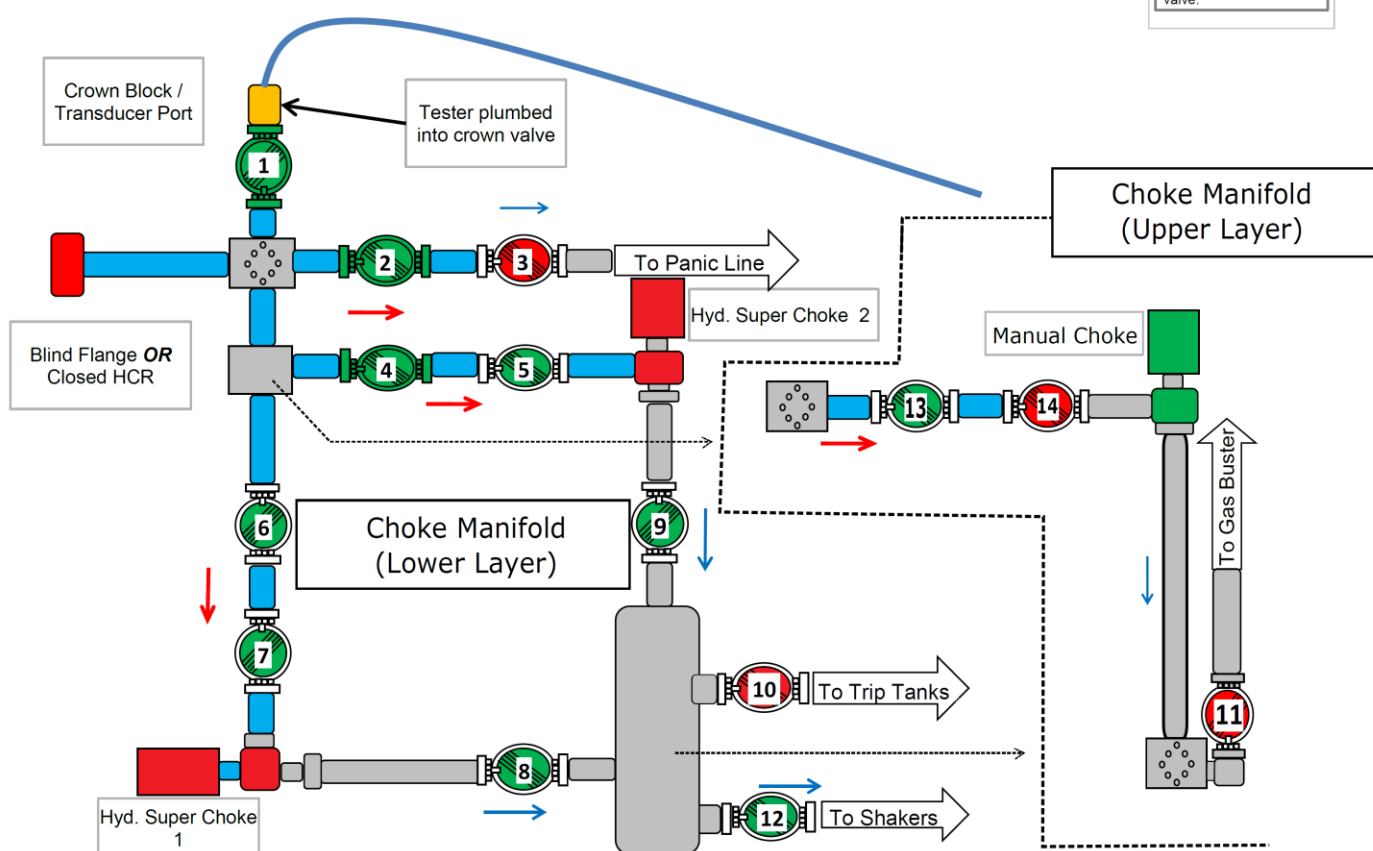 valve.
Crown Block /
Transducer Port
Tester plumbed
into crown valve
1
Choke Manifold
(Upper Layer)
2
3
To Panic Line
Hyd. Super Choke 2
Manual Choke
Blind Flange OR
Closed HCR
4
5
13
14
To Gas Buster
6
Choke Manifold
(Lower Layer)
9
7
10
To Trip Tanks
11
8
12
To Shakers
Hyd. Super Choke
1